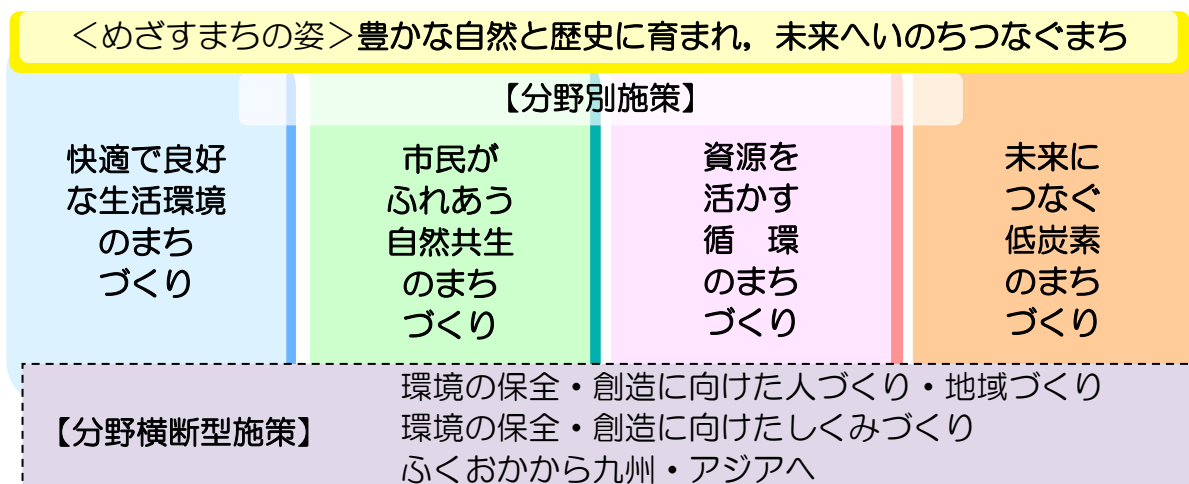 ＜めざすまちの姿＞豊かな自然と歴史に育まれ，未来へいのちつなぐまち
【分野別施策】
快適で良好
な生活環境
のまち
づくり
市民が
ふれあう
自然共生
のまち
づくり
資源を
活かす
循　環
のまち
づくり
未来に
つなぐ
低炭素
のまち
づくり
【分野横断型施策】
環境の保全・創造に向けた人づくり・地域づくり
環境の保全・創造に向けたしくみづくり
ふくおかから九州・アジアへ